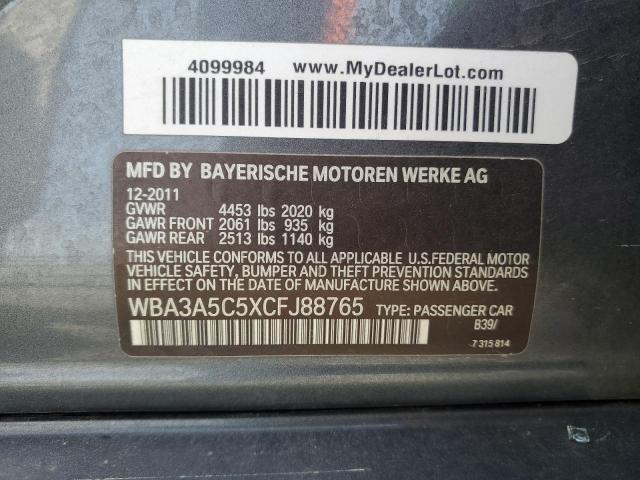 4099984 www.MyDealerLot.com
MFD BY BAYERISCHE MOTOREN WERKE AG
12-2011
GVWR 4453 lbs 2020 kg
GAWR FRONT 2061 lbs 935 kg
GAWR REAR 2513 lbs 1140 kg
THIS VEHICLE CONFORMS TO ALL APPLICABLE U.S.FEDERAL MOTOR
VEHICLE SAFETY, BUMPER AND THEFT PREVENTION STANDARDS IN
EFFECT ON THE DATE OF MANUFACTURE SHOWN ABOVE.
WBA3A5C5XCFJ88765 TYPE: PASSENGER CAR
B39/
7 315 814